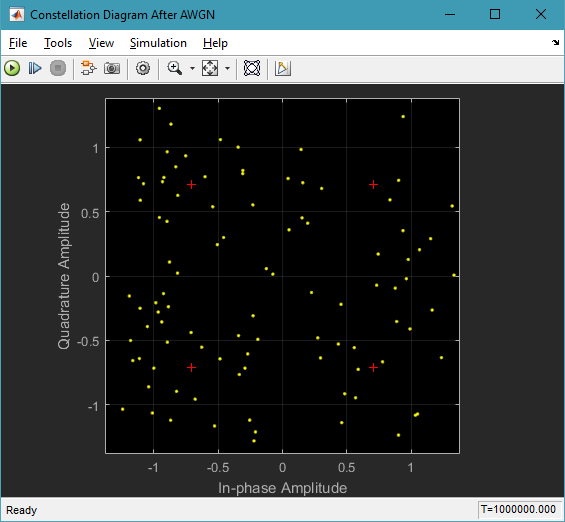 Constellation Diagram After AWGN
File Tools View Simulation Help
1
0.5
0
-0.5
-1
Quadrature Amplitude
-1 -0.5 0 0.5 1
In-phase Amplitude
Ready T=1000000.000